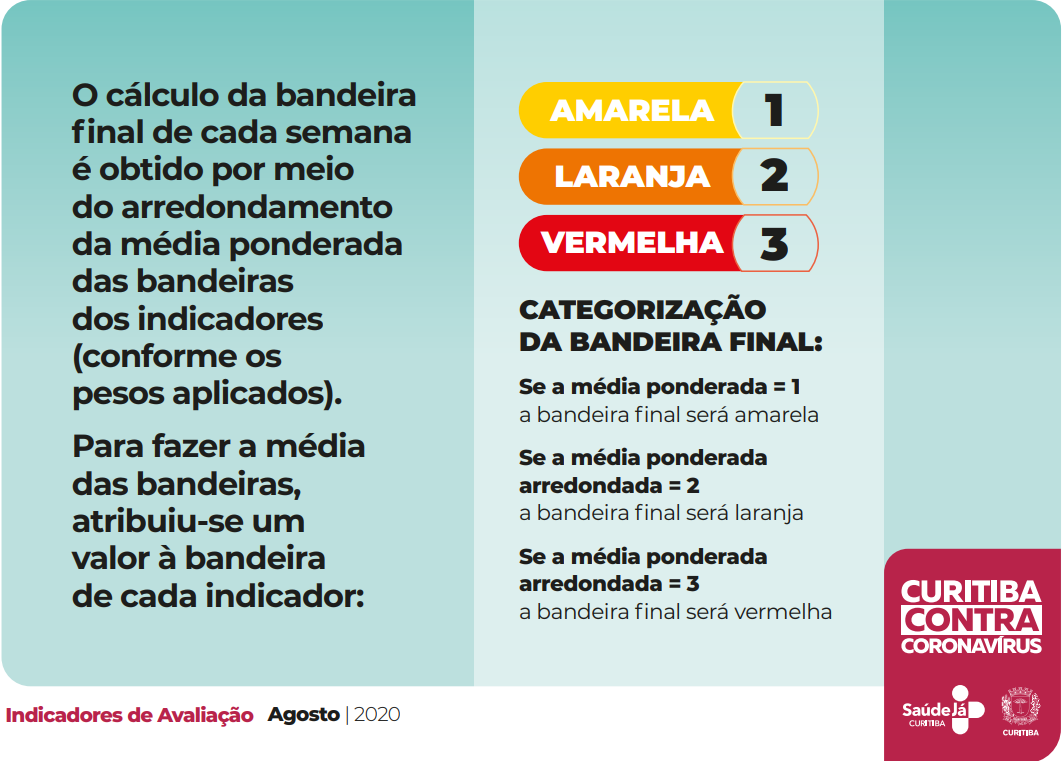 O cálculo da bandeira
final de cada semana
é obtido por meio
do arredondamento
da média ponderada
das bandeiras
dos indicadores
(conforme os
pesos aplicados).
Para fazer a média
das bandeiras,
atribuiu-se um
valor à bandeira
de cada indicador:
AMARELA 1
LARANJA 2
VERMELHA 3
CATEGORIZAÇÃO
DA BANDEIRA FINAL:
Se a média ponderada = 1
a bandeira final será amarela
Se a média ponderada
arredondada = 2
a bandeira final será laranja
Se a média ponderada
arredondada = 3
a bandeira final será vermelha
CURITIBA
CONTRA
CORONAVÍRUS
Saúde Já
CURITIBA
CURITIBA
Indicadores de Avaliação Agosto | 2020